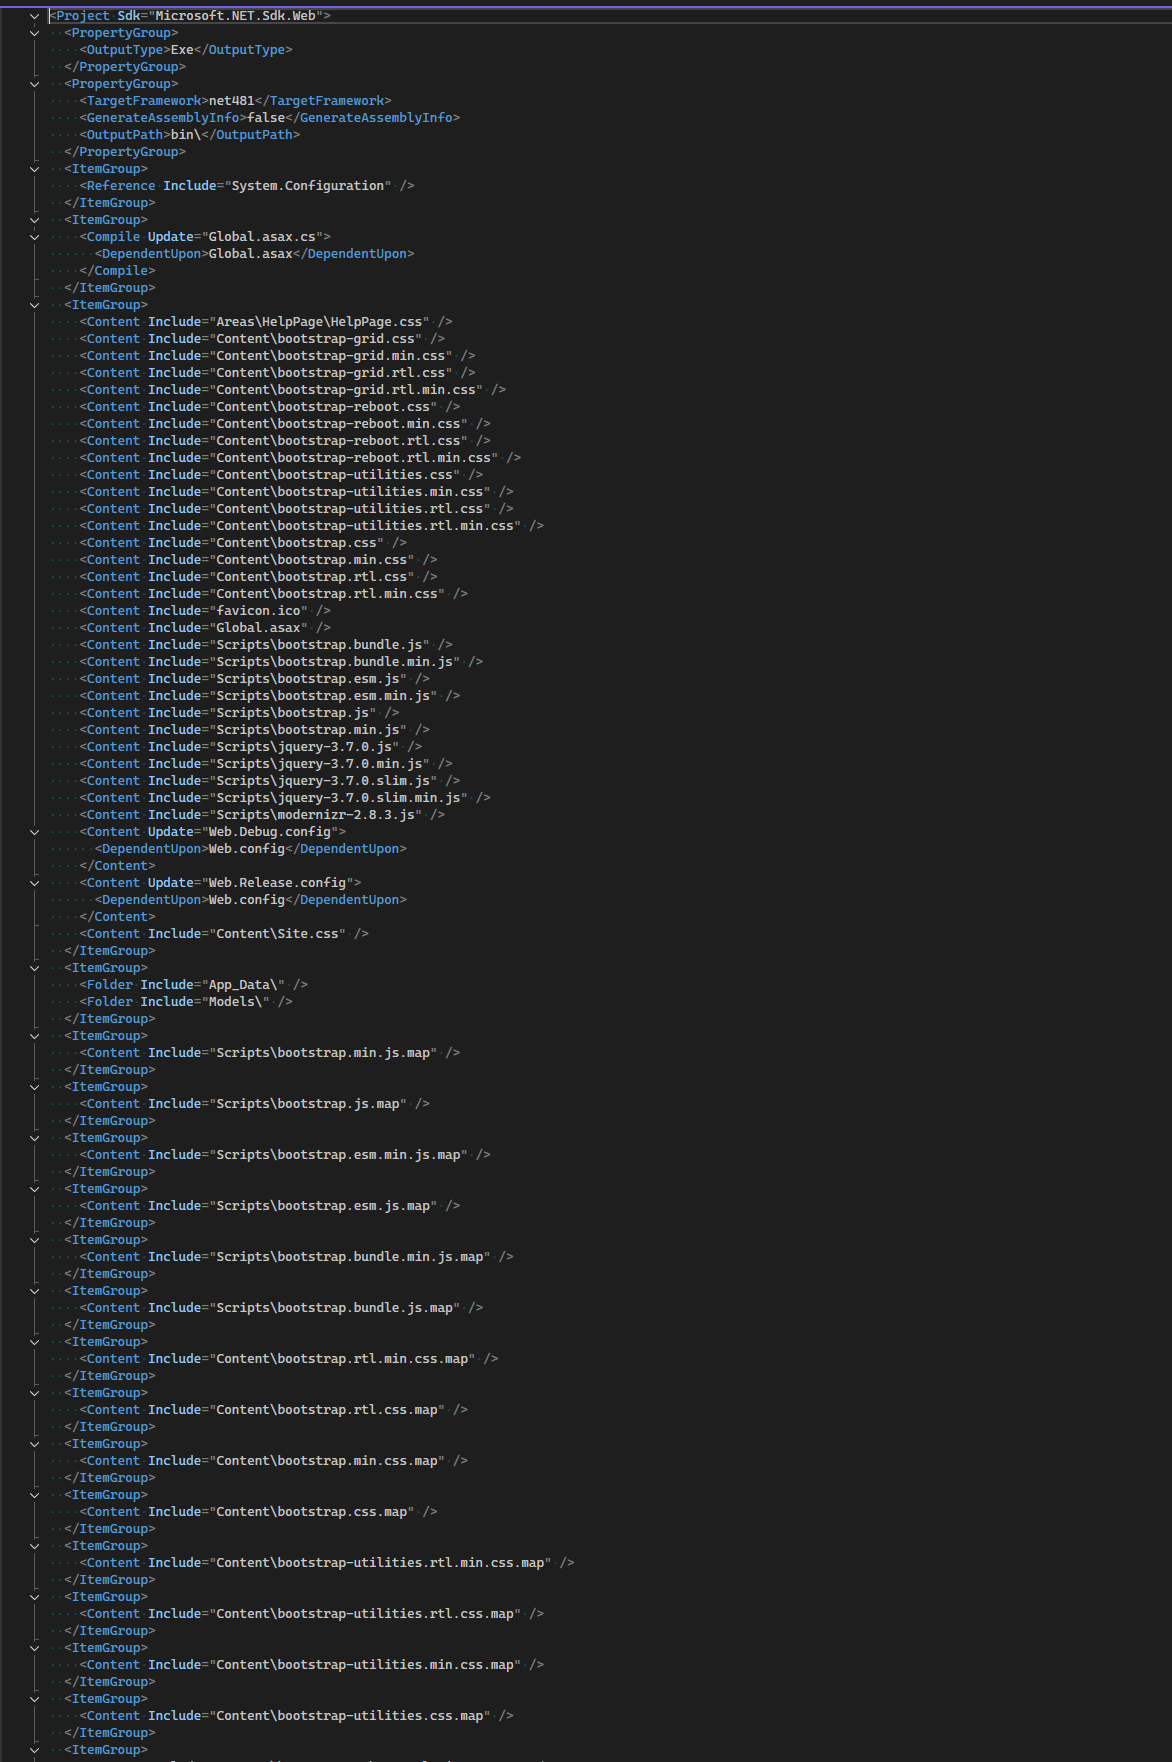 <Project Sdk="Microsoft.NET.Sdk.Web">
<PropertyGroup>
<OutputType>Exe</OutputType>
</PropertyGroup>
<PropertyGroup>
<TargetFramework>net481</TargetFramework>
<GenerateAssemblyInfo>false</GenerateAssemblyInfo>
<OutputPath>bin\</OutputPath>
</PropertyGroup>
<ItemGroup>
<Reference Include="System.Configuration" />
</ItemGroup>
<ItemGroup>
<Compile Update="Global.asax.cs">
<DependentUpon>Global.asax</DependentUpon>
</Compile>
</ItemGroup>
<ItemGroup>
<Content Include="Areas\HelpPage\HelpPage.css" />
<Content Include="Content\bootstrap-grid.css" />
<Content Include="Content\bootstrap-grid.min.css" />
<Content Include="Content\bootstrap-grid.rtl.css" />
<Content Include="Content\bootstrap-grid.rtl.min.css" />
<Content Include="Content\bootstrap-reboot.css" />
<Content Include="Content\bootstrap-reboot.min.css" />
<Content Include="Content\bootstrap-reboot.rtl.css" />
<Content Include="Content\bootstrap-reboot.rtl.min.css" />
<Content Include="Content\bootstrap-utilities.css" />
<Content Include="Content\bootstrap-utilities.min.css" />
<Content Include="Content\bootstrap-utilities.rtl.css" />
<Content Include="Content\bootstrap-utilities.rtl.min.css" />
<Content Include="Content\bootstrap.css" />
<Content Include="Content\bootstrap.min.css" />
<Content Include="Content\bootstrap.rtl.css" />
<Content Include="Content\bootstrap.rtl.min.css" />
<Content Include="favicon.ico" />
<Content Include="Global.asax" />
<Content Include="Scripts\bootstrap.bundle.js" />
<Content Include="Scripts\bootstrap.bundle.min.js" />
<Content Include="Scripts\bootstrap.esm.js" />
<Content Include="Scripts\bootstrap.esm.min.js" />
<Content Include="Scripts\bootstrap.js" />
<Content Include="Scripts\bootstrap.min.js" />
<Content Include="Scripts\jquery-3.7.0.js" />
<Content Include="Scripts\jquery-3.7.0.min.js" />
<Content Include="Scripts\jquery-3.7.0.slim.js" />
<Content Include="Scripts\jquery-3.7.0.slim.min.js" />
<Content Include="Scripts\modernizr-2.8.3.js" />
<Content Update="Web.Debug.config">
<DependentUpon>Web.config</DependentUpon>
</Content>
<Content Update="Web.Release.config">
<DependentUpon>Web.config</DependentUpon>
</Content>
<Content Include="Content\Site.css" />
</ItemGroup>
<ItemGroup>
<Folder Include="App_Data\" />
<Folder Include="Models\" />
</ItemGroup>
<ItemGroup>
<Content Include="Scripts\bootstrap.min.js.map" />
</ItemGroup>
<ItemGroup>
<Content Include="Scripts\bootstrap.js.map" />
</ItemGroup>
<ItemGroup>
<Content Include="Scripts\bootstrap.esm.min.js.map" />
</ItemGroup>
<ItemGroup>
<Content Include="Scripts\bootstrap.esm.js.map" />
</ItemGroup>
<ItemGroup>
<Content Include="Scripts\bootstrap.bundle.min.js.map" />
</ItemGroup>
<ItemGroup>
<Content Include="Scripts\bootstrap.bundle.js.map" />
</ItemGroup>
<ItemGroup>
<Content Include="Content\bootstrap.rtl.min.css.map" />
</ItemGroup>
<ItemGroup>
<Content Include="Content\bootstrap.rtl.css.map" />
</ItemGroup>
<ItemGroup>
<Content Include="Content\bootstrap.min.css.map" />
</ItemGroup>
<ItemGroup>
<Content Include="Content\bootstrap.css.map" />
</ItemGroup>
<ItemGroup>
<Content Include="Content\bootstrap-utilities.rtl.min.css.map" />
</ItemGroup>
<ItemGroup>
<Content Include="Content\bootstrap-utilities.rtl.css.map" />
</ItemGroup>
<ItemGroup>
<Content Include="Content\bootstrap-utilities.min.css.map" />
</ItemGroup>
<ItemGroup>
<Content Include="Content\bootstrap-utilities.css.map" />
</ItemGroup>
<ItemGroup>